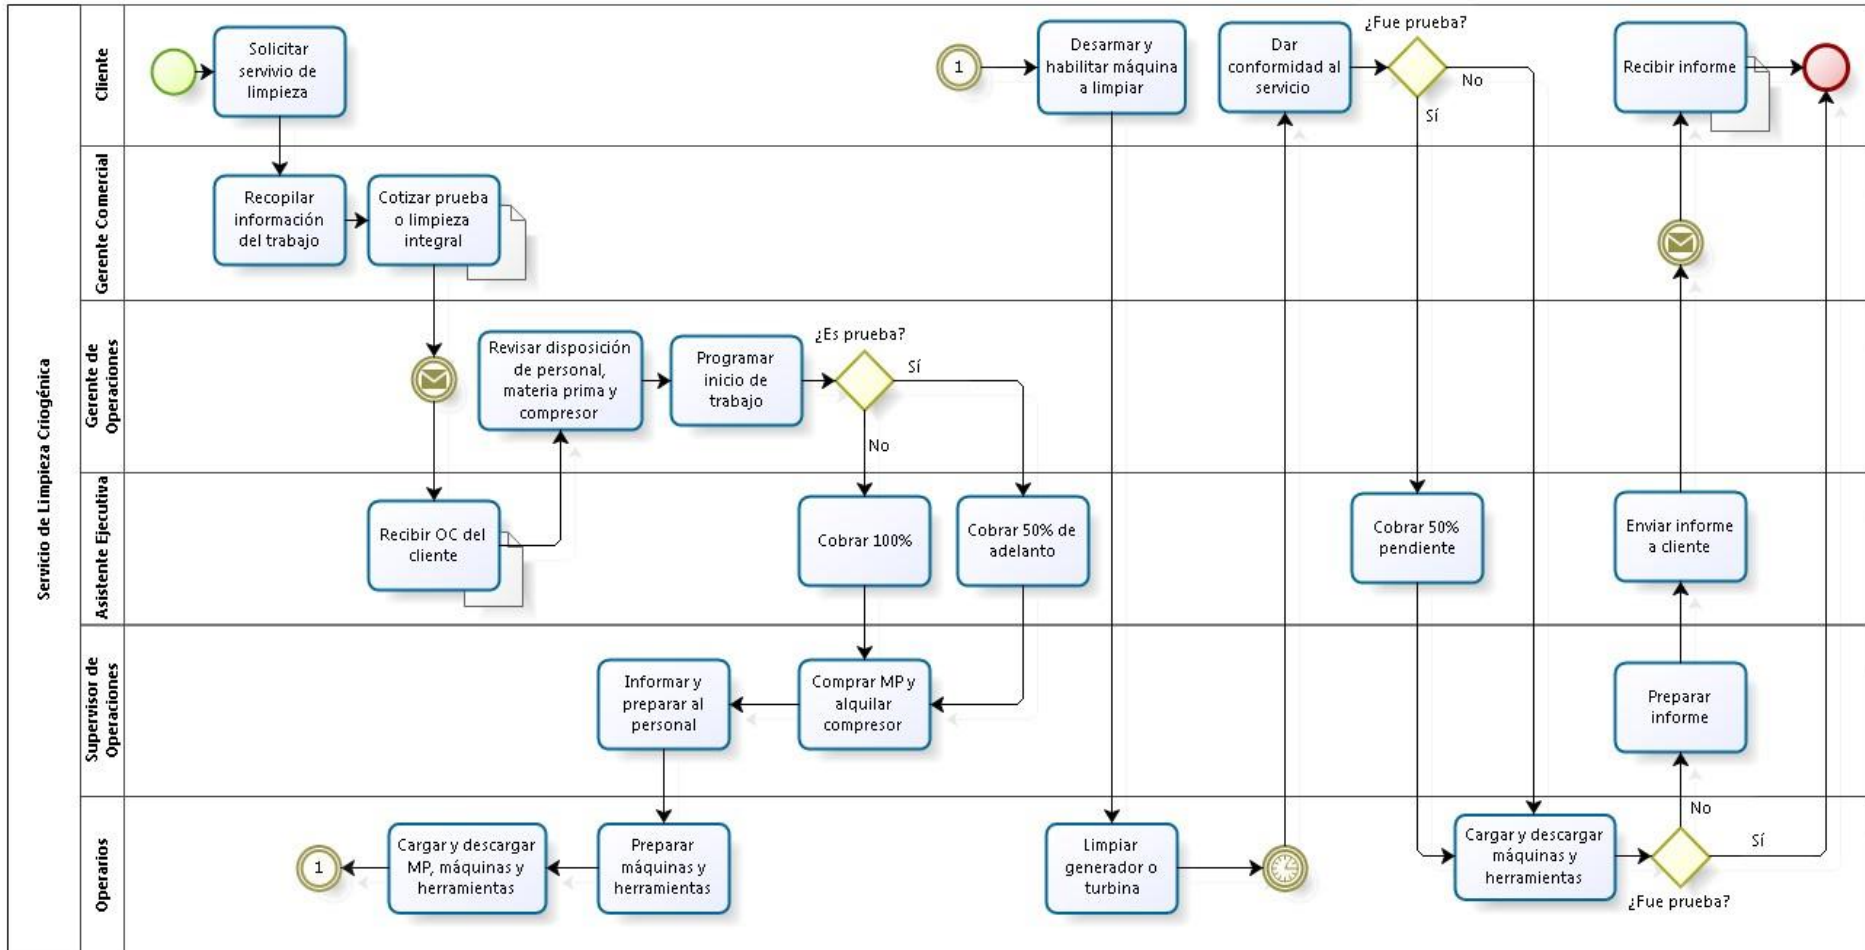 Servicio de Limpieza Criogénica
Cliente
Solicitar
servivio de
limpieza
1
Desarmar y
habilitar máquina
a limpiar
Dar
conformidad al
servicio
¿Fue prueba?
No
Sí
Recibir informe
Gerente Comercial
Recopilar
información
del trabajo
Cotizar prueba
o limpieza
integral
Gerente de
Operaciones
Revisar disposición
de personal,
materia prima y
compresor
Programar
inicio de
trabajo
¿Es prueba?
Sí
No
Asistente Ejecutiva
Recibir OC del
cliente
Cobrar 100%
Cobrar 50% de
adelanto
Cobrar 50%
pendiente
Enviar informe
a cliente
Supervisor de
Operaciones
Informar y
preparar al
personal
Comprar MP y
alquilar
compresor
Preparar
informe
Operarios
1
Cargar y descargar
MP, máquinas y
herramientas
Preparar
máquinas y
herramientas
Limpiar
generador o
turbina
Cargar y descargar
máquinas y
herramientas
No
Sí
¿Fue prueba?